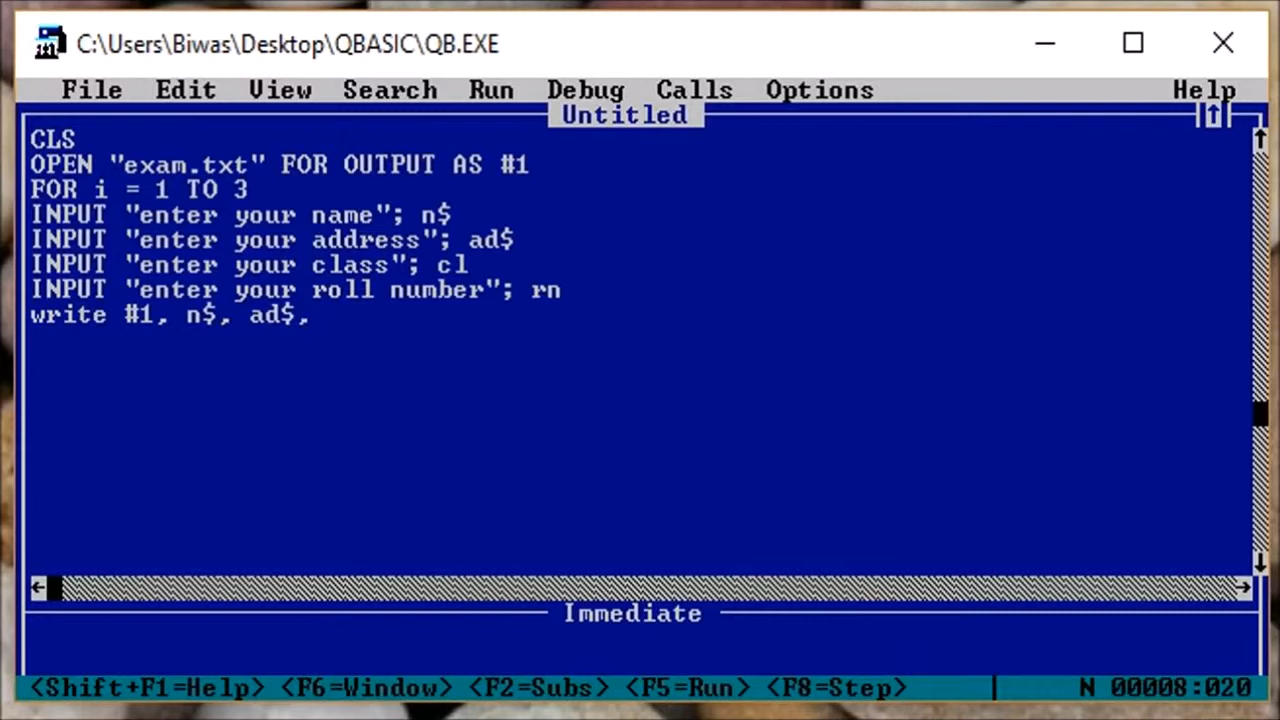 C:\Users\Biwas\Desktop\QBASIC\QB.EXE
File Edit View Search Run Debug Calls Options Help
Untitled
CLS
OPEN "exam.txt" FOR OUTPUT AS #1
FOR i = 1 TO 3
INPUT "enter your name"; n$
INPUT "enter your address"; ad$
INPUT "enter your class"; cl
INPUT "enter your roll number"; rn
write #1, n$, ad$,
Immediate
<Shift+F1=Help> <F6=Window> <F2=Subs> <F5=Run> <F8=Step> N 00008:020